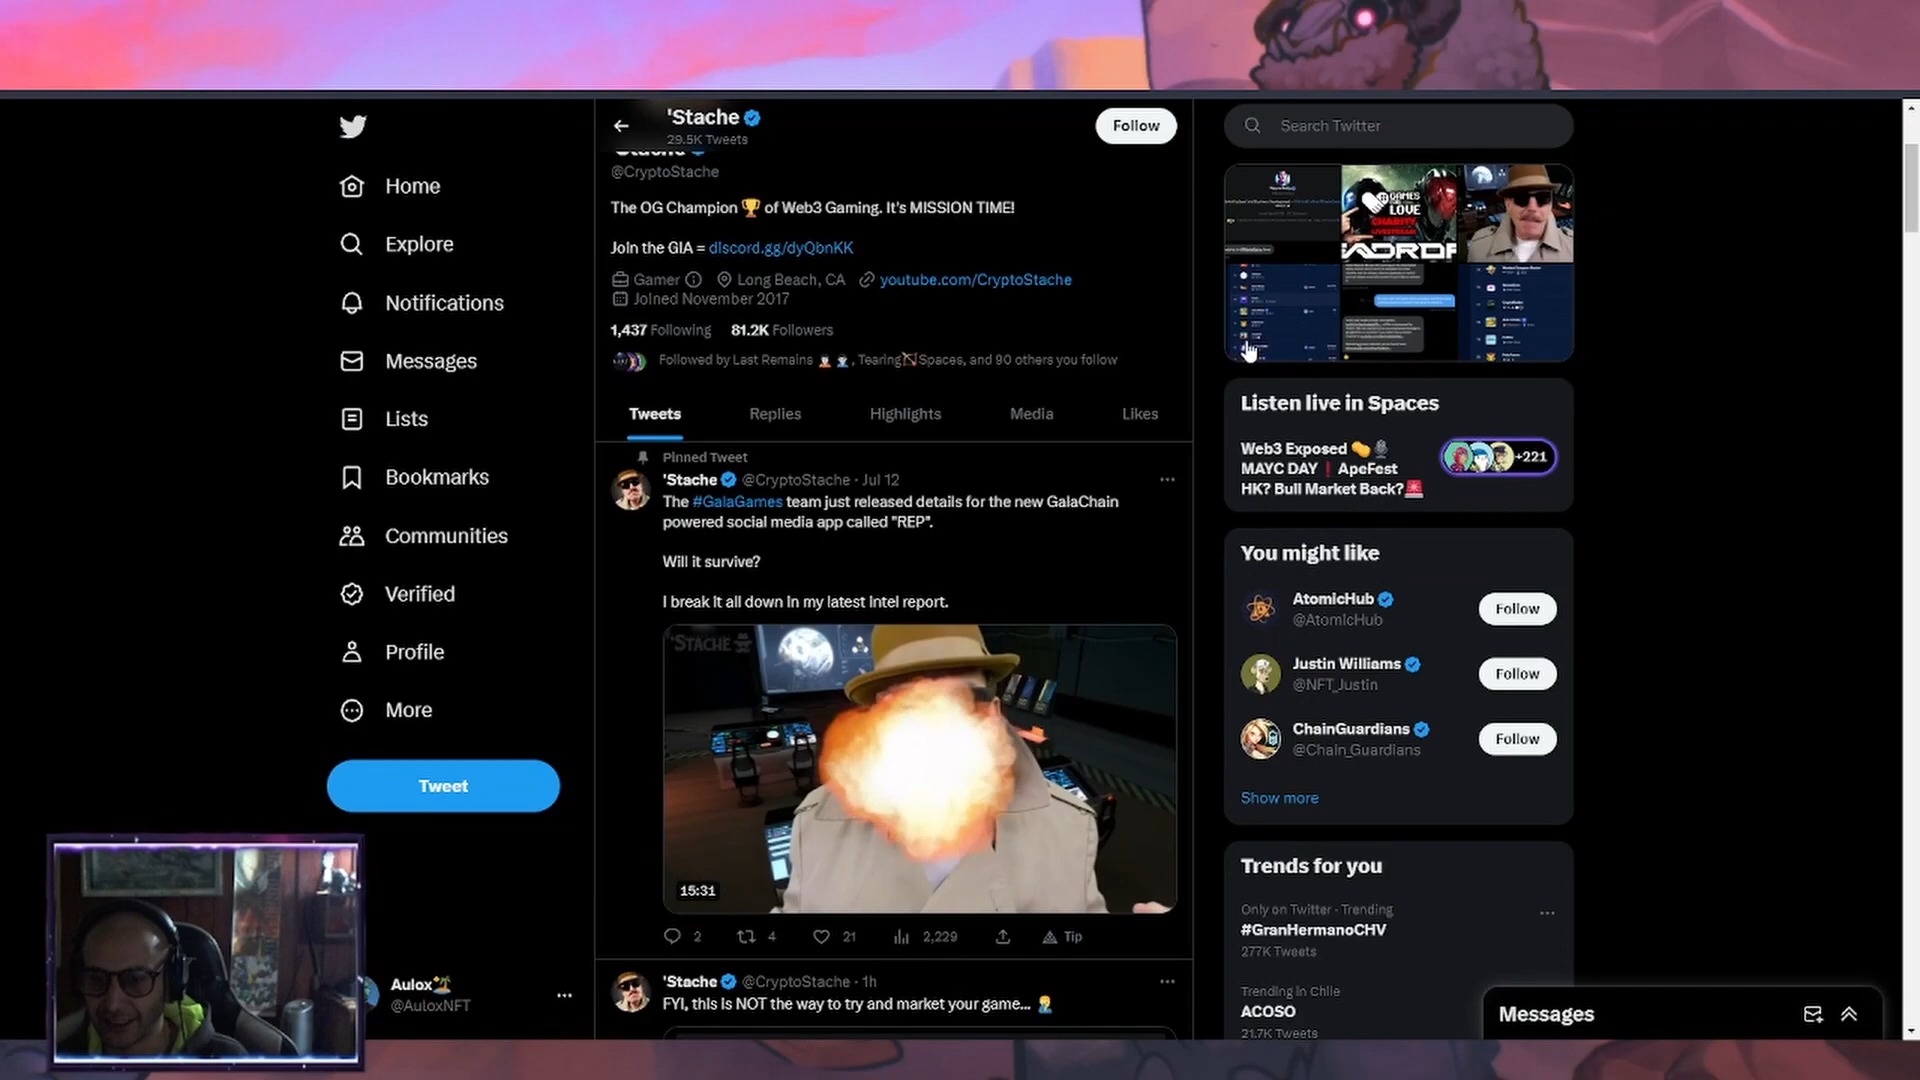 'Stache
29.5K Tweets
Follow
@CryptoStache
The OG Champion 🏆 of Web3 Gaming. It's MISSION TIME!
Join the GIA = discord.gg/dyQbnKK
Gamer Long Beach, CA youtube.com/CryptoStache
Joined November 2017
1,437 Following 81.2K Followers
Followed by Last Remains, Tearing Spaces, and 90 others you follow
Tweets Replies Highlights Media Likes
Pinned Tweet
'Stache @CryptoStache · Jul 12
The #GalaGames team just released details for the new GalaChain
powered social media app called "REP".
Will it survive?
I break it all down in my latest Intel report.
'STACHE
15:31
2 4 21 2,229 Tip
'Stache @CryptoStache · 1h
FYI, this is NOT the way to try and market your game... 🤦‍♂️
Home
Explore
Notifications
Messages
Lists
Bookmarks
Communities
Verified
Profile
More
Tweet
Aulox🏝️
@AuloxNFT
Search Twitter
GAMES
LOVE
CHARITY
LIVESTREAM
Listen live in Spaces
Web3 Exposed
MAYC DAY❗ApeFest
HK? Bull Market Back?🚨
+221
You might like
AtomicHub
@AtomicHub
Follow
Justin Williams
@NFT_Justin
Follow
ChainGuardians
@Chain_Guardians
Follow
Show more
Trends for you
Only on Twitter · Trending
#GranHermanoCHV
277K Tweets
Trending in Chile
ACOSO
21.7K Tweets
Messages